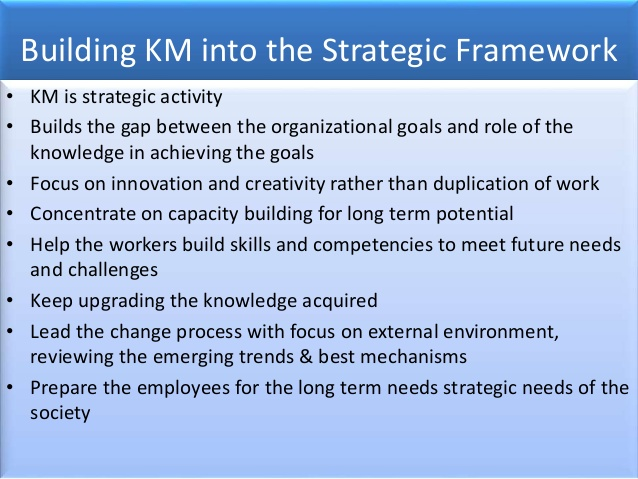 Building KM into the Strategic Framework
• KM is strategic activity
• Builds the gap between the organizational goals and role of the
knowledge in achieving the goals
• Focus on innovation and creativity rather than duplication of work
• Concentrate on capacity building for long term potential
• Help the workers build skills and competencies to meet future needs
and challenges
• Keep upgrading the knowledge acquired
• Lead the change process with focus on external environment,
reviewing the emerging trends & best mechanisms
• Prepare the employees for the long term needs strategic needs of the
society